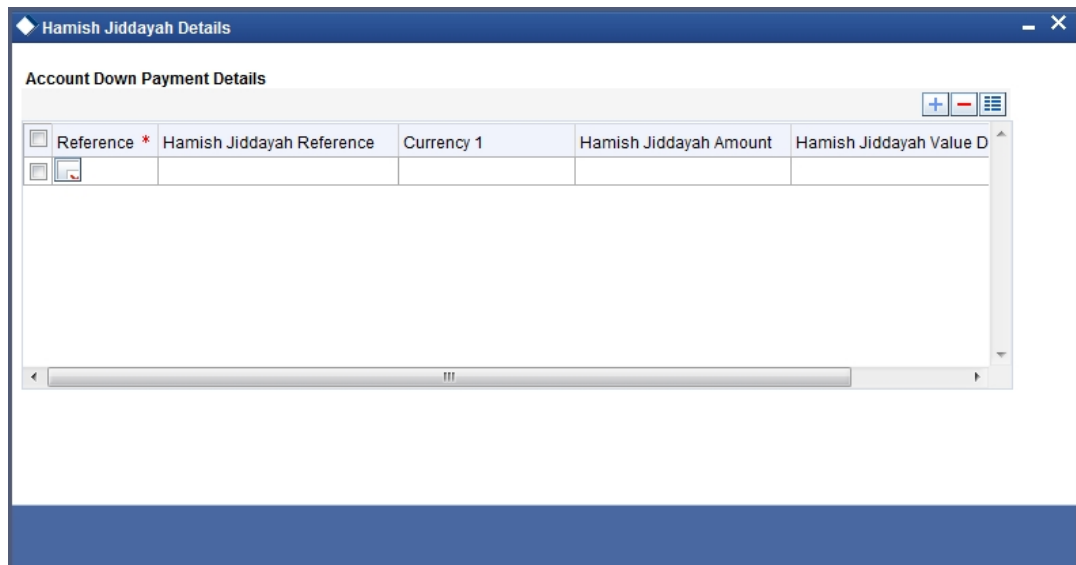 Hamish Jiddayah Details
Account Down Payment Details
Reference * Hamish Jiddayah Reference Currency 1 Hamish Jiddayah Amount Hamish Jiddayah Value D